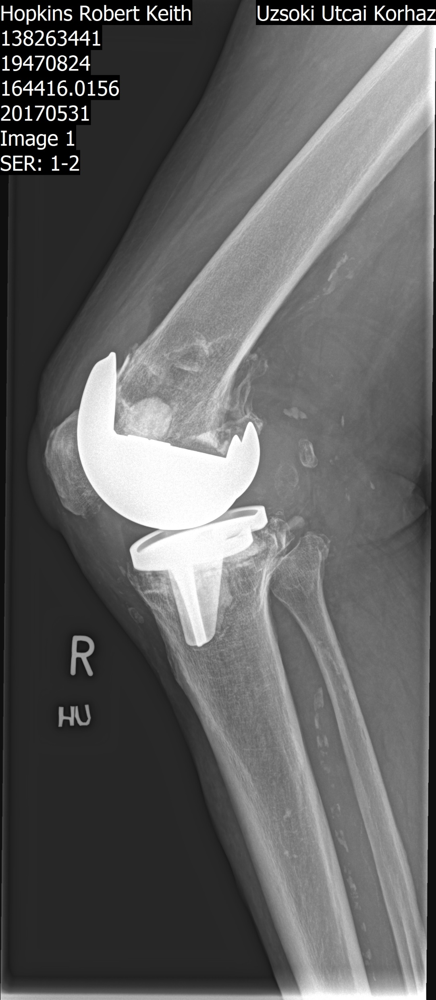 Hopkins Robert Keith
Uzsoki Utcai Korhaz
138263441
19470824
164416.0156
20170531
Image 1
SER: 1-2
R
HU